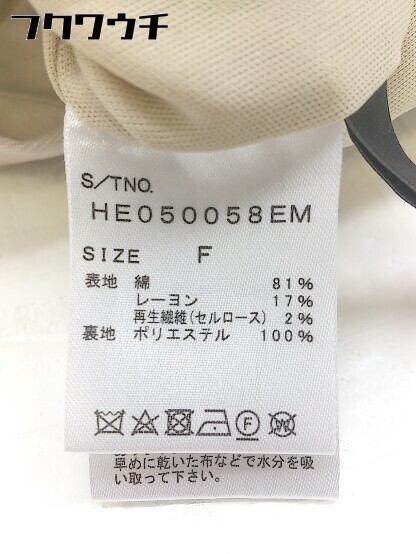 フクウウチ
S/TNO.
HE050058EM
SIZE F
表地 綿 81%
レーヨン 17%
再生繊維(セルロース) 2%
裏地 ポリエステル 100%
F
W
早めに乾いた布などで水分を吸
い取って下さい。